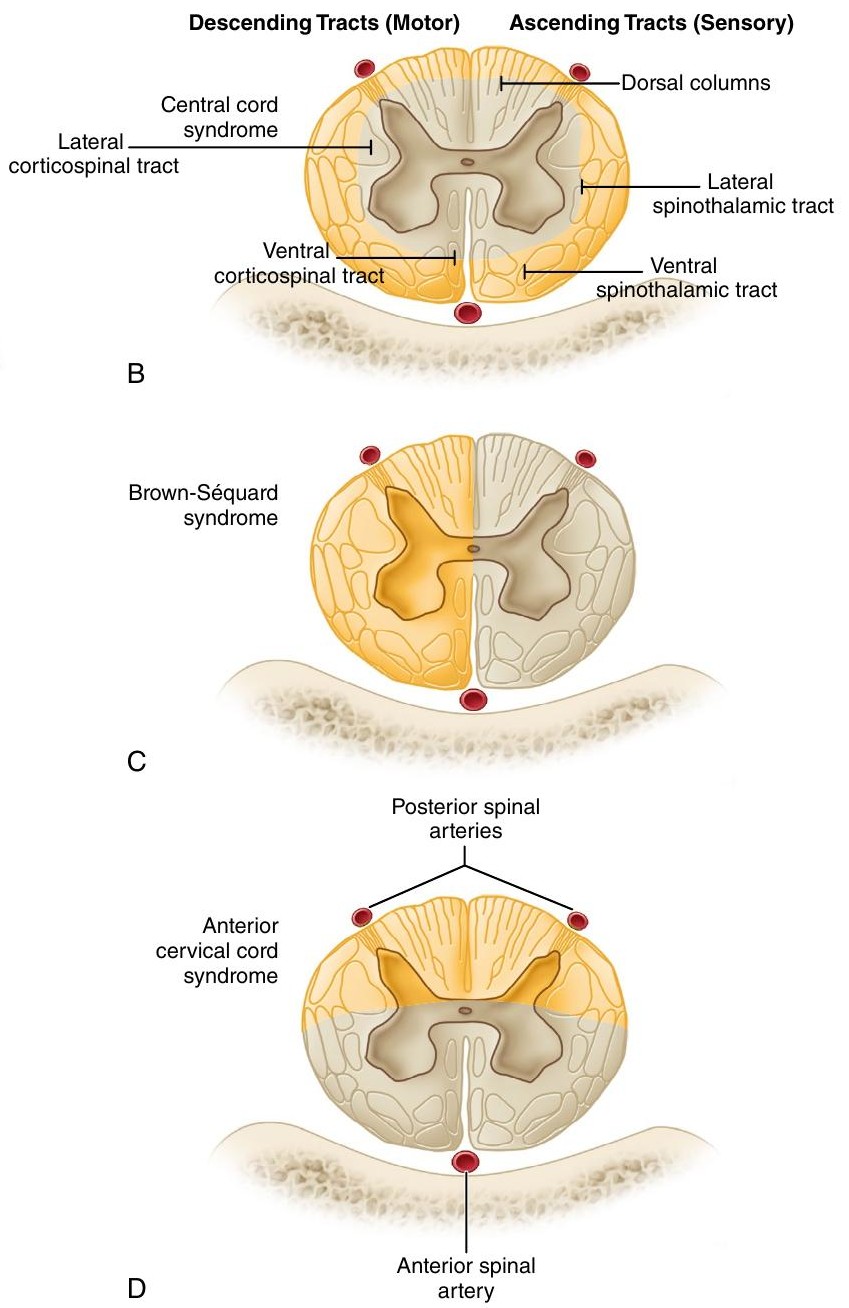 Descending Tracts (Motor)
Ascending Tracts (Sensory)
Dorsal columns
Central cord
syndrome
Lateral
corticospinal tract
Lateral
spinothalamic tract
Ventral
corticospinal tract
Ventral
spinothalamic tract
B
Brown-Séquard
syndrome
C
Posterior spinal
arteries
Anterior
cervical cord
syndrome
Anterior spinal
artery
D